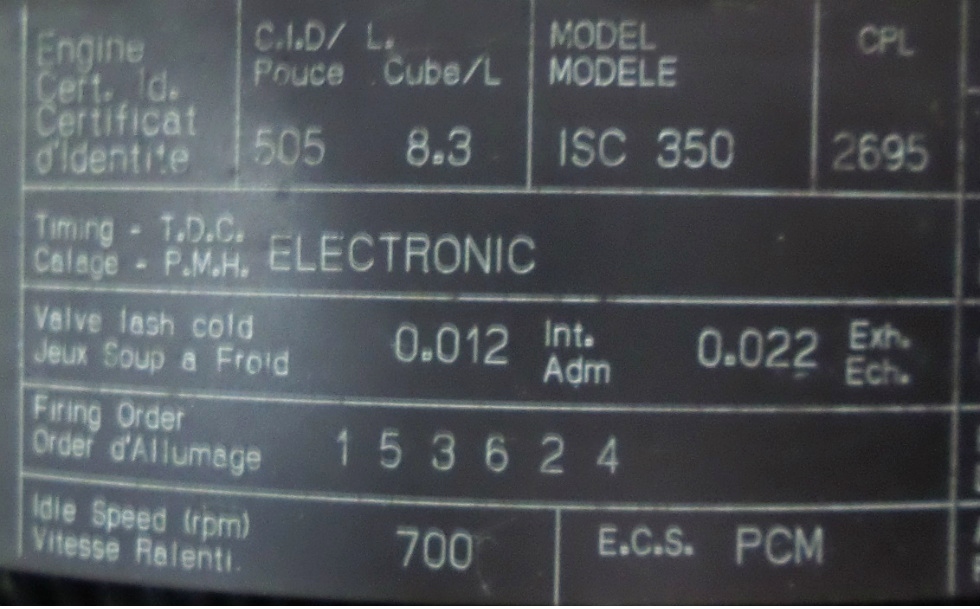 Engine
Cert. Id.
Certificat
d'Identite
C.I.D/ L.
Pouce Cube/L
505 8.3
MODEL
MODELE
ISC 350
CPL
2695
Timing - T.D.C.
Calage - P.M.H.
ELECTRONIC
Valve lash cold
Jeux Soup a Froid
0.012
Int.
Adm
0.022
Exh.
Ech.
Firing Order
Order d'Allumage
1 5 3 6 2 4
Idle Speed (rpm)
Vitesse Ralenti.
700
E.C.S. PCM